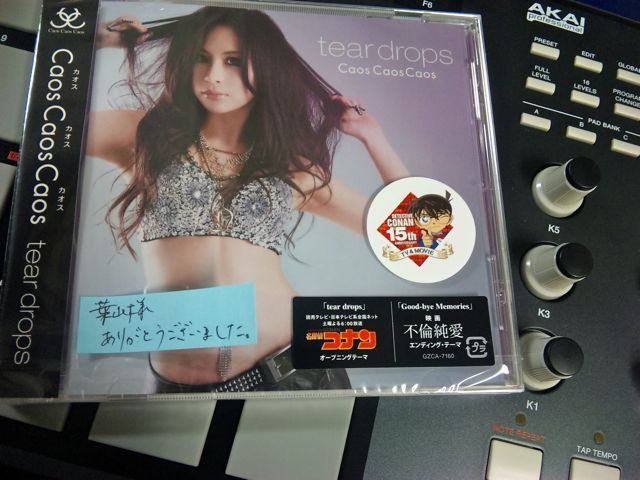 Caos Caos Caos
カオス カオス カオス
Caos Caos Caos tear drops
tear drops
Caos Caos Caos
DETECTIVE
CONAN
15th
ANNIVERSARY
TV & MOVIE
葉山様
ありがとうございました。
「tear drops」
読売テレビ・日本テレビ系全国ネット
土曜よる6:00放送
名探偵コナン
オープニングテーマ
「Good-bye Memories」
映画
不倫純愛
エンディング・テーマ
GZCA-7160
F6
AKAI
professional
PRESET
EDIT
GLOBAL
FULL
LEVEL
16
LEVELS
PROGRAM
CHANGE
A
B
C
PAD BANK
K5
K3
K1
NOTE REPEAT
TAP TEMPO
9